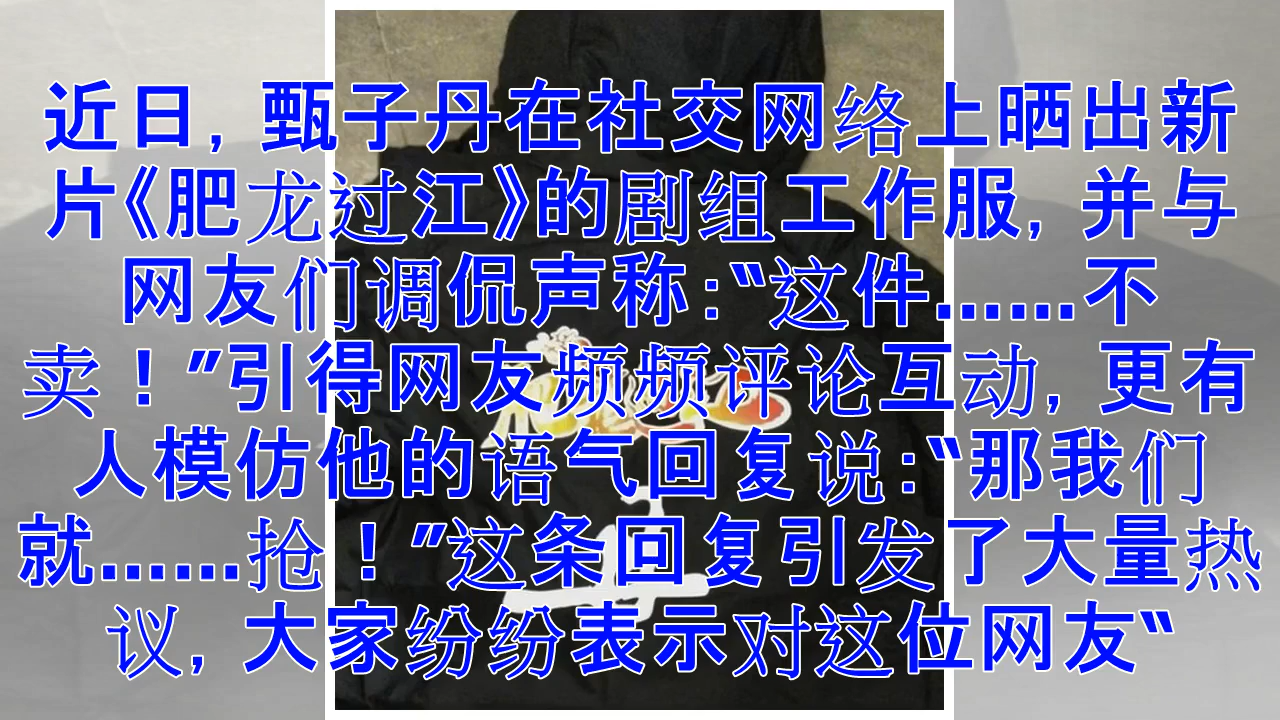 近日，甄子丹在社交网络上晒出新
片《肥龙过江》的剧组工作服，并与
网友们调侃声称：“这件……不
卖！”引得网友频频评论互动，更有
人模仿他的语气回复说：“那我们
就……抢！”这条回复引发了大量热
议，大家纷纷表示对这位网友“